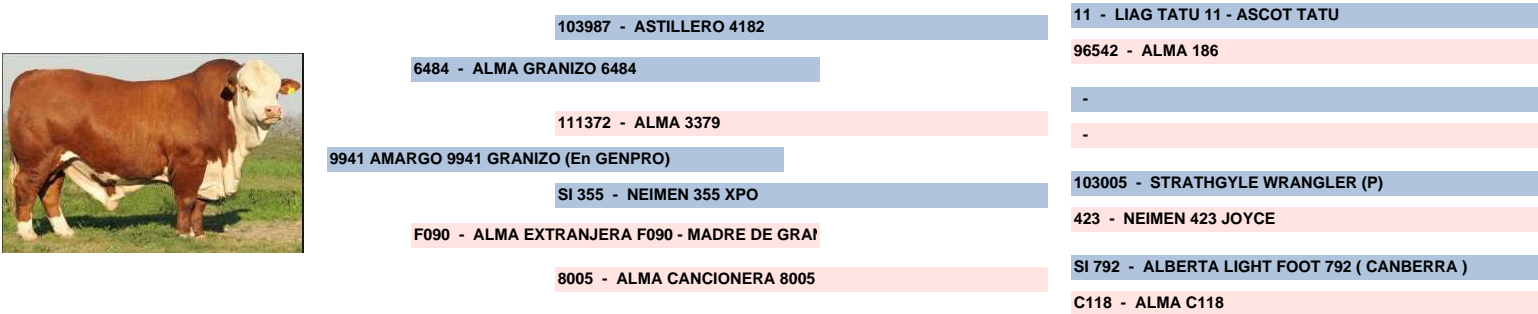 11 - LIAG TATU 11 - ASCOT TATU
103987 - ASTILLERO 4182
96542 - ALMA 186
6484 - ALMA GRANIZO 6484
-
111372 - ALMA 3379
-
9941 AMARGO 9941 GRANIZO (En GENPRO)
103005 - STRATHGYLE WRANGLER (P)
SI 355 - NEIMEN 355 XPO
423 - NEIMEN 423 JOYCE
F090 - ALMA EXTRANJERA F090 - MADRE DE
SI 792 - ALBERTA LIGHT FOOT 792 ( CANBERRA )
8005 - ALMA CANCIONERA 8005
C118 - ALMA C118